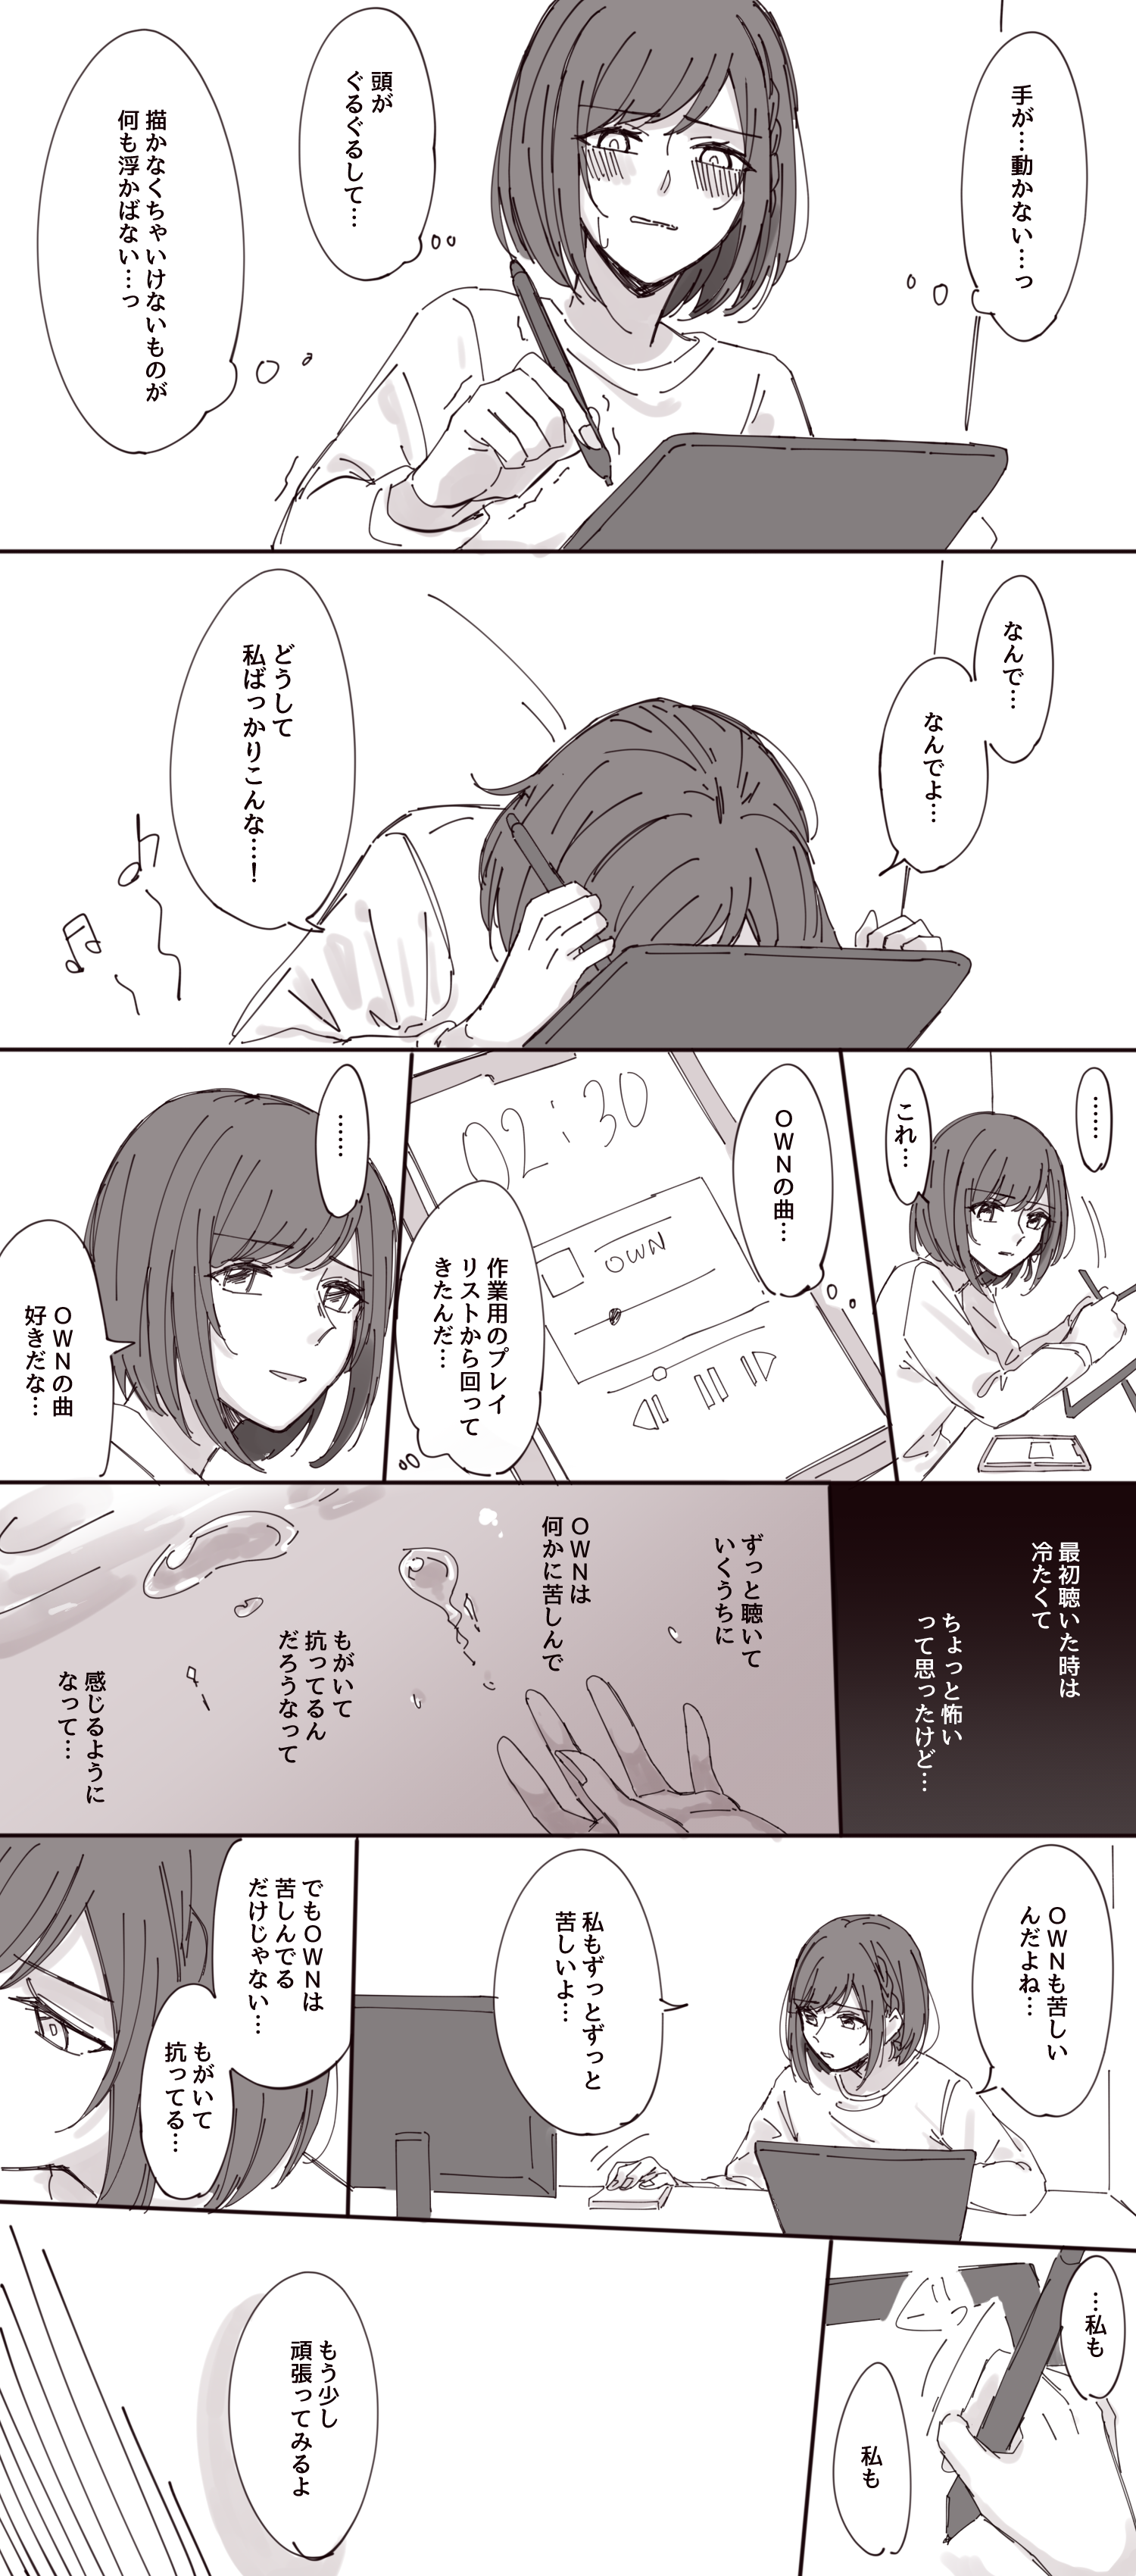 手が…動かない…っ
頭が
ぐるぐるして…
描かなくちゃいけないものが
何も浮かばない…っ
なんで…
なんでよ…
どうして
私ばっかりこんな…！
……
これ…
OWNの曲…
02:30
OWN
作業用のプレイ
リストから回って
きたんだ…
……
OWNの曲
好きだな…
最初聴いた時は
冷たくて
ちょっと怖い
って思ったけど…
ずっと聴いて
いくうちに
OWNは
何かに苦しんで
もがいて
抗ってるん
だろうなって
感じるように
なって…
OWNも苦しい
んだよね…
私もずっとずっと
苦しいよ…
でもOWNは
苦しんでる
だけじゃない…
もがいて
抗ってる…
…私も
私も
もう少し
頑張ってみるよ